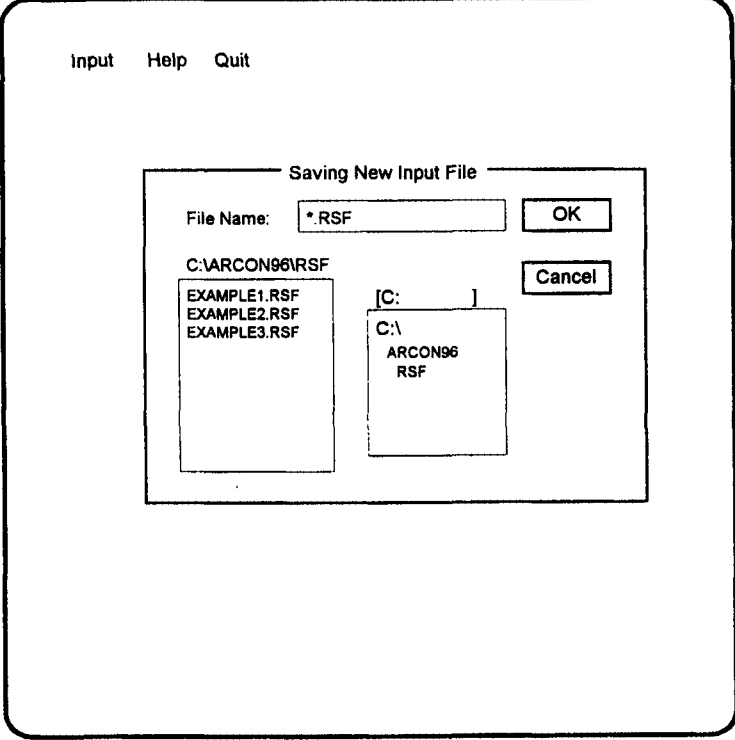 Input Help Quit
Saving New Input File
File Name: *.RSF OK
C:\ARCON96\RSF
Cancel
EXAMPLE1.RSF
EXAMPLE2.RSF
EXAMPLE3.RSF
[C: ]
C:\
ARCON96
RSF